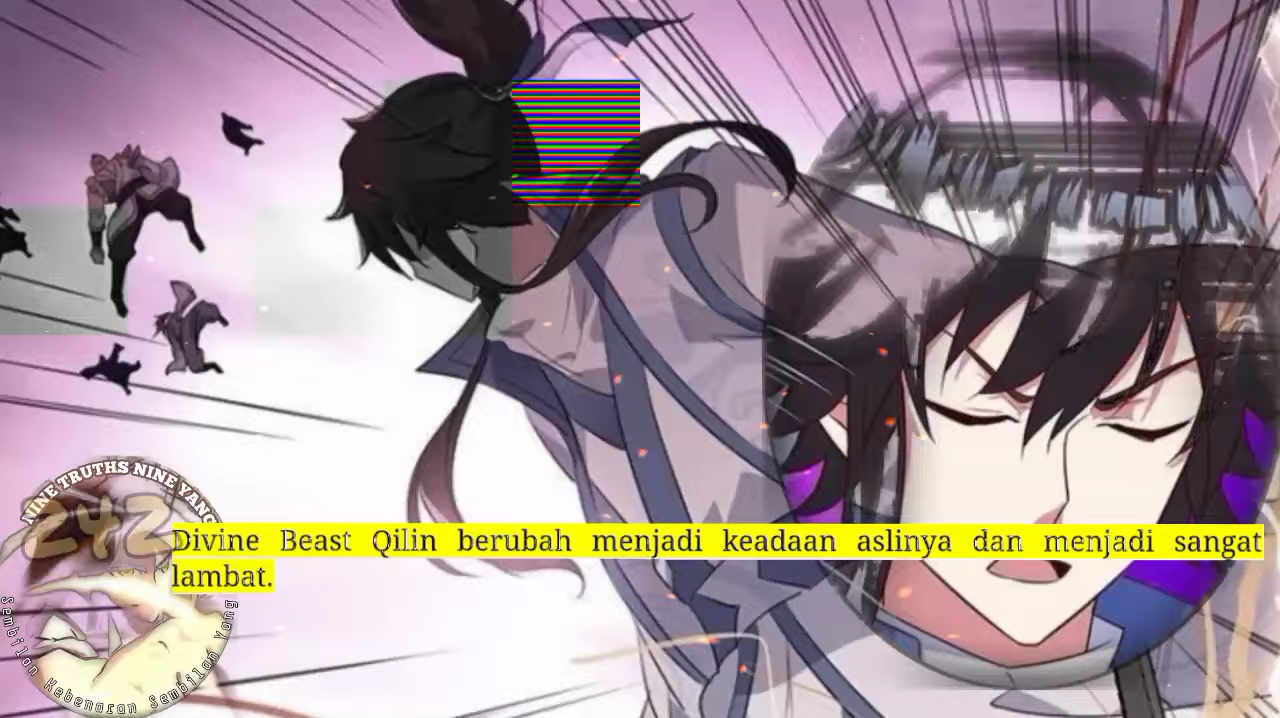 NINE TRUTHS NINE YANG
242
Divine Beast Qilin berubah menjadi keadaan aslinya dan menjadi sangat
lambat.
Sembilan Kebenaran Sembilan Yang